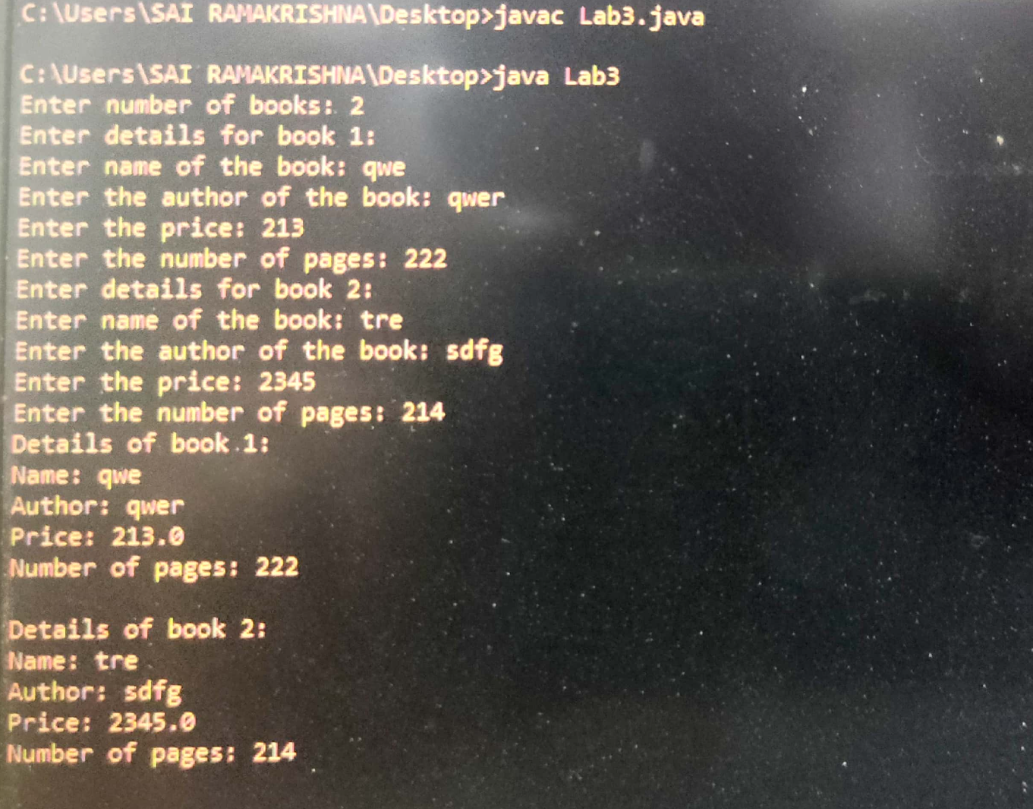 C:\Users\SAI RAMAKRISHNA\Desktop>javac Lab3.java
C:\Users\SAI RAMAKRISHNA\Desktop>java Lab3
Enter number of books: 2
Enter details for book 1:
Enter name of the book: qwe
Enter the author of the book: qwer
Enter the price: 213
Enter the number of pages: 222
Enter details for book 2:
Enter name of the book: tre
Enter the author of the book: sdfg
Enter the price: 2345
Enter the number of pages: 214
Details of book 1:
Name: qwe
Author: qwer
Price: 213.0
Number of pages: 222
Details of book 2:
Name: tre
Author: sdfg
Price: 2345.0
Number of pages: 214